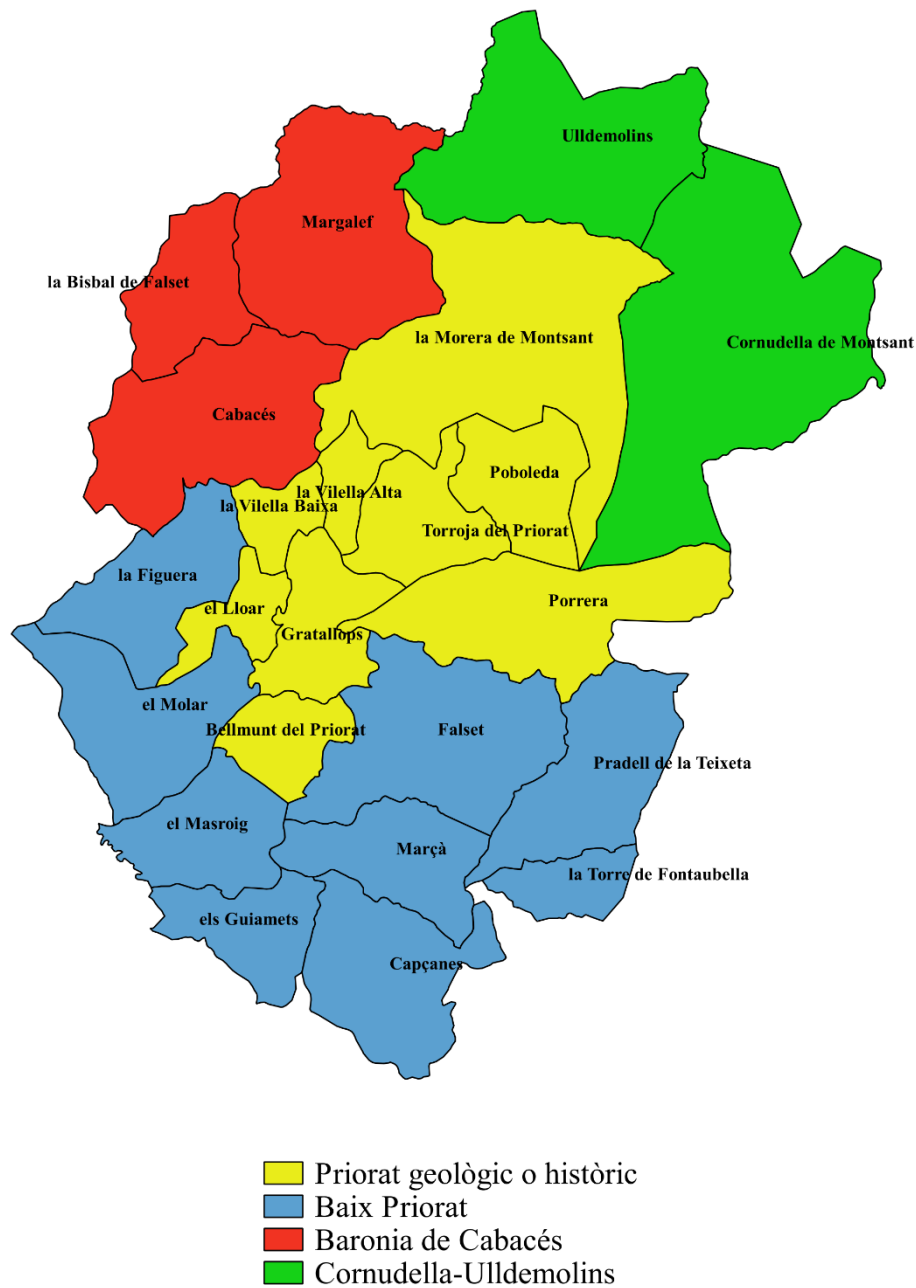 Ulldemolins
Margalef
la Bisbal de Falset
la Morera de Montsant
Cornudella de Montsant
Cabacés
Poboleda
la Vilella Alta
la Vilella Baixa
Torroja del Priorat
la Figuera
Porrera
el Lloar
Gratallops
el Molar
Bellmunt del Priorat
Falset
Pradell de la Teixeta
el Masroig
Marçà
la Torre de Fontaubella
els Guiamets
Capçanes
Priorat geològic o històric
Baix Priorat
Baronia de Cabacés
Cornudella-Ulldemolins